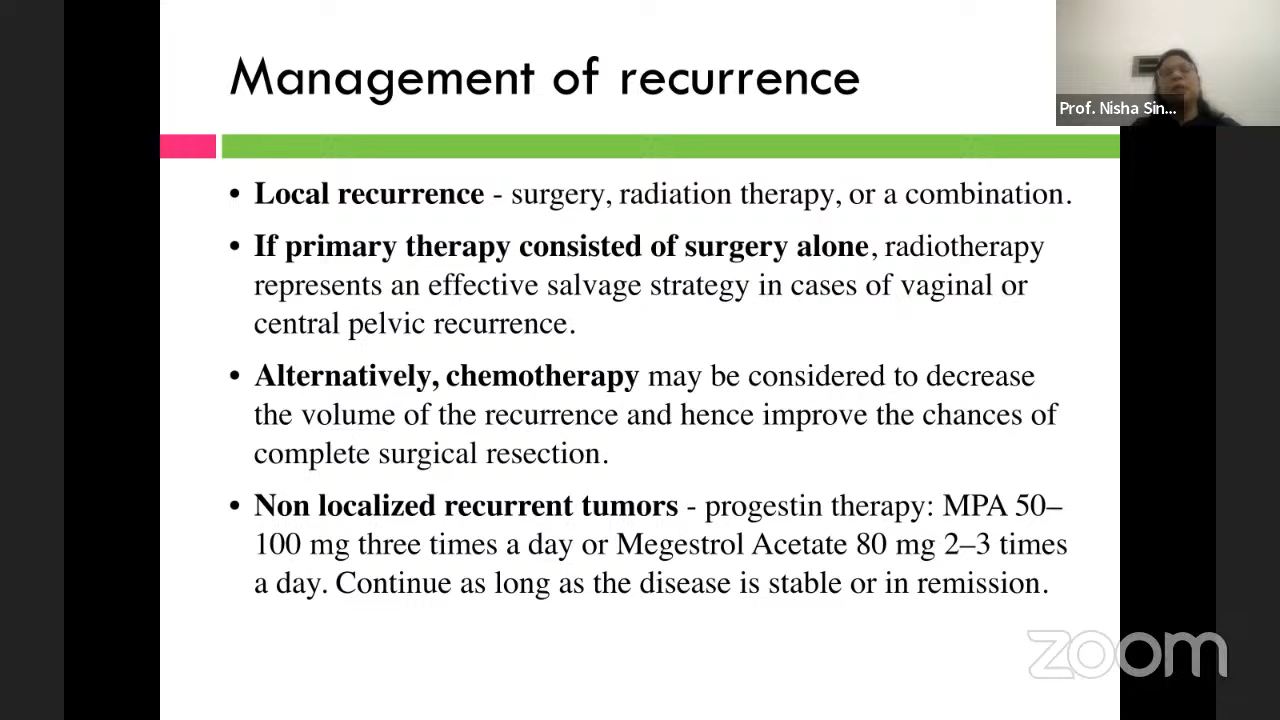 Management of recurrence
Prof. Nisha Sin...
• Local recurrence - surgery, radiation therapy, or a combination.
• If primary therapy consisted of surgery alone, radiotherapy
represents an effective salvage strategy in cases of vaginal or
central pelvic recurrence.
• Alternatively, chemotherapy may be considered to decrease
the volume of the recurrence and hence improve the chances of
complete surgical resection.
• Non localized recurrent tumors - progestin therapy: MPA 50–
100 mg three times a day or Megestrol Acetate 80 mg 2–3 times
a day. Continue as long as the disease is stable or in remission.
zoom